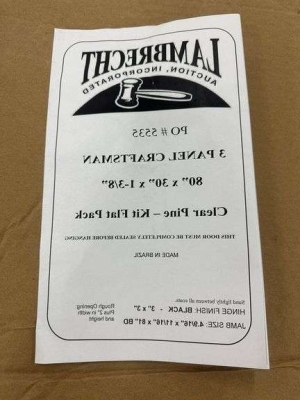 LAMBRECHT
AUCTION, INCORPORATED
PO # 5535
3 PANEL CRAFTSMAN
80" x 30" x 1-3/8"
Clear Pine – Kit Flat Pack
THIS DOOR MUST BE COMPLETELY SEALED BEFORE HANGING
MADE IN BRAZIL
Sand lightly between all coats
HINGE FINISH: BLACK - 3" x 3"
JAMB SIZE: 4.9/16" x 11/16" x 81" BD
Rough Opening
Plus 2" in width
and height